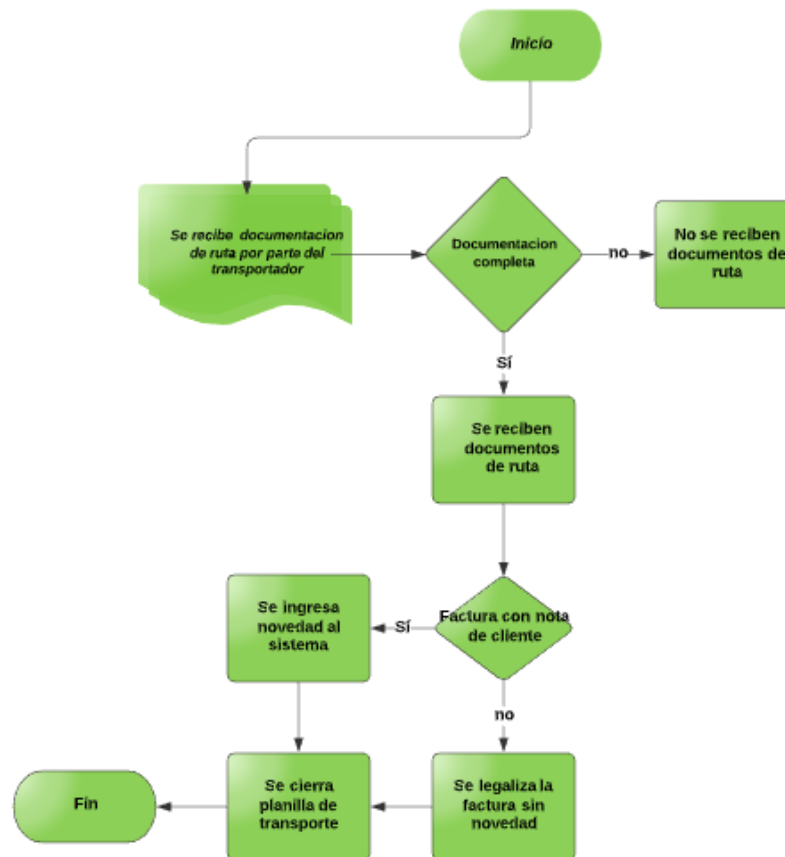 Inicio
Se recibe documentacion
de ruta por parte del
transportador
Documentacion
completa
no
No se reciben
documentos de
ruta
Sí
Se reciben
documentos
de ruta
Factura con nota
de cliente
Sí
Se ingresa
novedad al
sistema
no
Se legaliza la
factura sin
novedad
Se cierra
planilla de
transporte
Fin